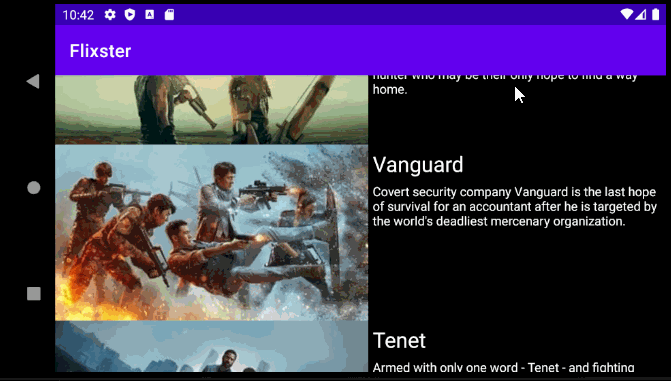 10:42
Flixster
hunter who may be their only hope to find a way
home.
Vanguard
Covert security company Vanguard is the last hope
of survival for an accountant after he is targeted by
the world's deadliest mercenary organization.
Tenet
Armed with only one word - Tenet - and fighting